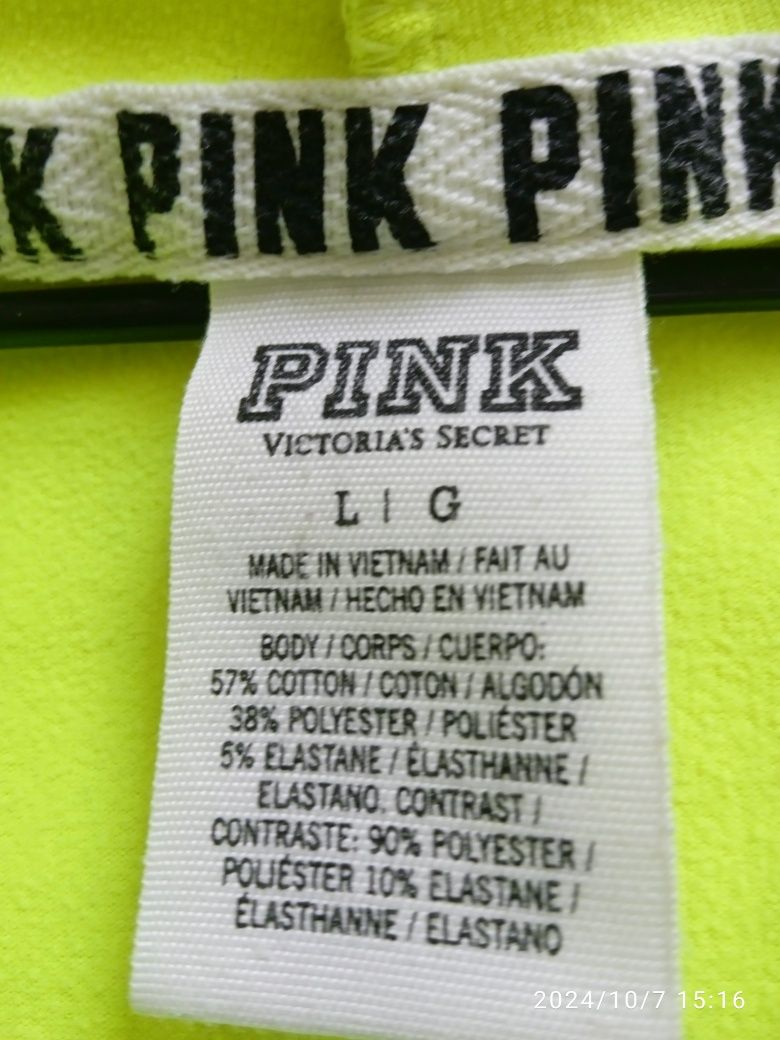 K PINK PINK
PINK
VICTORIA'S SECRET
L | G
MADE IN VIETNAM / FAIT AU
VIETNAM / HECHO EN VIETNAM
BODY / CORPS / CUERPO:
57% COTTON / COTON / ALGODÓN
38% POLYESTER / POLIÉSTER
5% ELASTANE / ÉLASTHANNE /
ELASTANO. CONTRAST /
CONTRASTE: 90% POLYESTER /
POLIÉSTER 10% ELASTANE /
ÉLASTHANNE / ELASTANO
2024/10/7 15:16